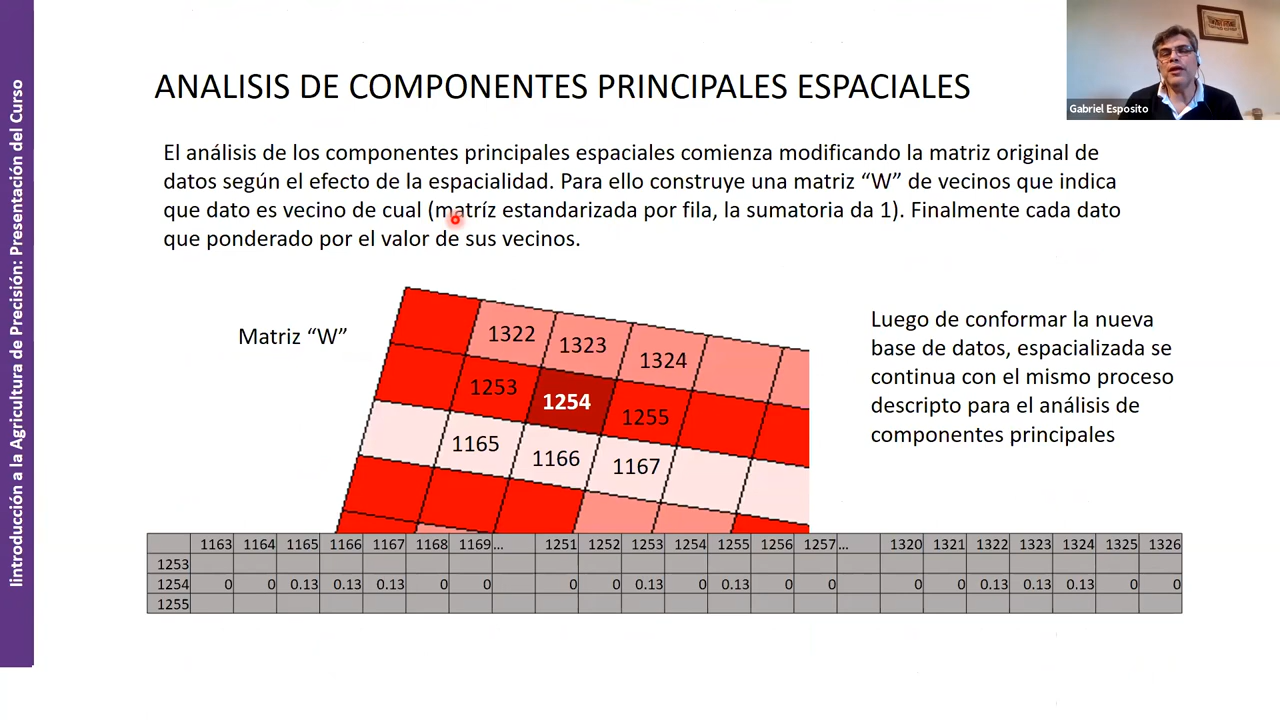 Iintroducción a la Agricultura de Precisión: Presentación del Curso
Gabriel Esposito
ANALISIS DE COMPONENTES PRINCIPALES ESPACIALES
El análisis de los componentes principales espaciales comienza modificando la matriz original de
datos según el efecto de la espacialidad. Para ello construye una matriz “W” de vecinos que indica
que dato es vecino de cual (matríz estandarizada por fila, la sumatoria da 1). Finalmente cada dato
que ponderado por el valor de sus vecinos.
Matriz “W”
1322 1323 1324
1253 1254 1255
1165 1166 1167
Luego de conformar la nueva
base de datos, espacializada se
continua con el mismo proceso
descripto para el análisis de
componentes principales
1163 1164 1165 1166 1167 1168 1169 ... 1251 1252 1253 1254 1255 1256 1257 ... 1320 1321 1322 1323 1324 1325 1326
1253
1254 0 0 0.13 0.13 0.13 0 0 0 0 0.13 0 0.13 0 0 0 0 0.13 0.13 0.13 0 0
1255